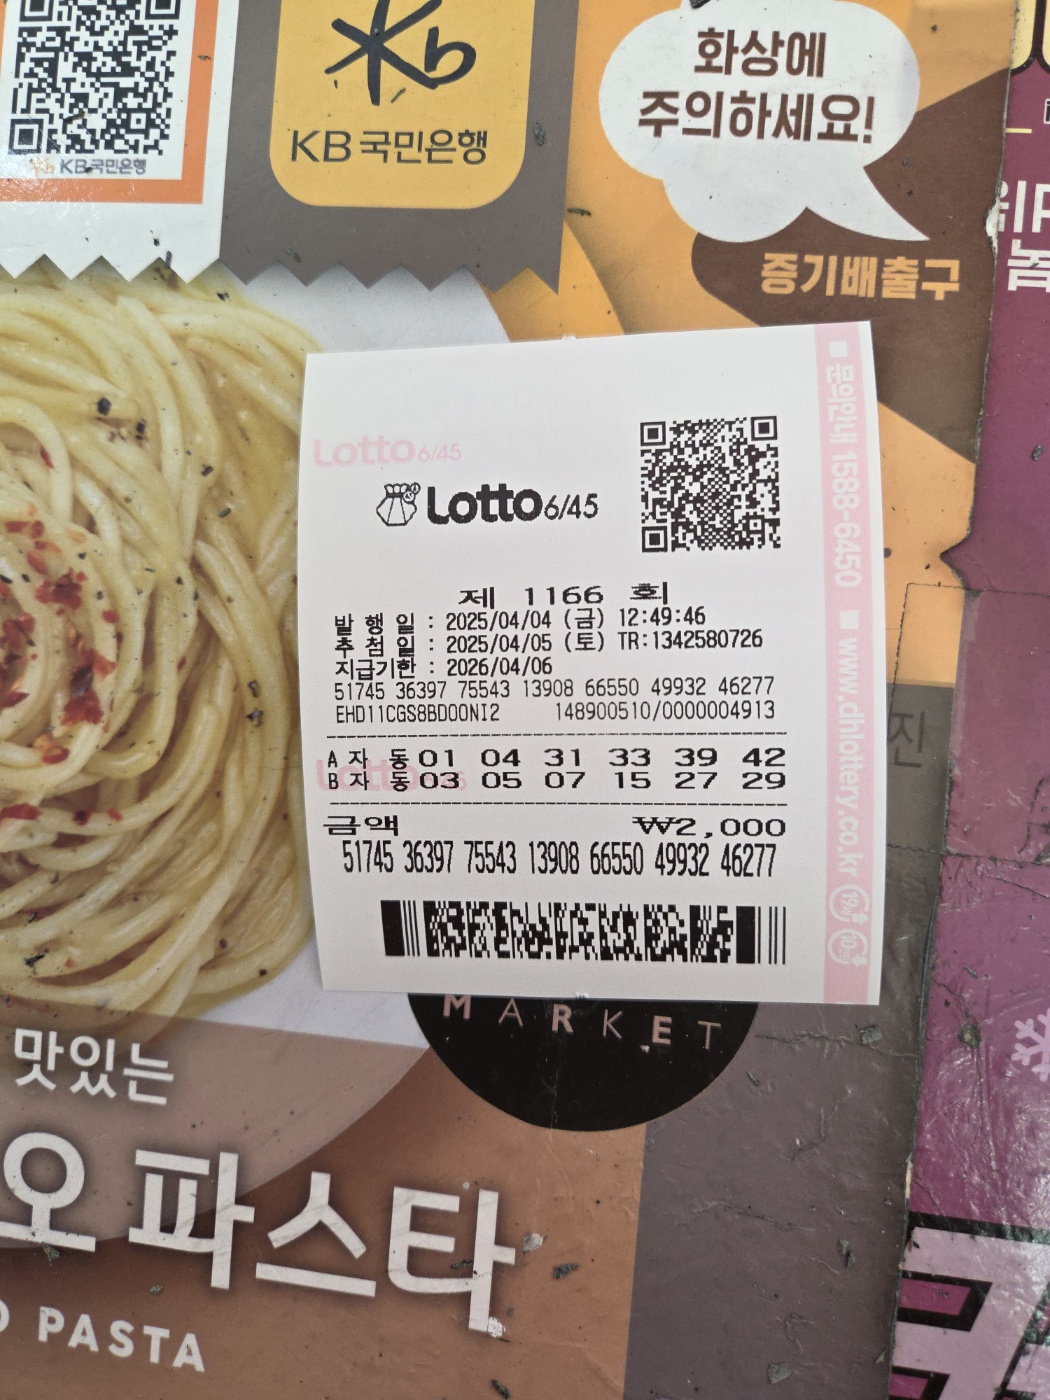 KB국민은행
KB국민은행
화상에
주의하세요!
증기배출구
Lotto 6/45
Lotto 6/45
제 1166 회
발 행 일 : 2025/04/04 (금) 12:49:46
추 첨 일 : 2025/04/05 (토) TR:1342580726
지급기한 : 2026/04/06
51745 36397 75543 13908 66550 49932 46277
EHD11CGS8BDOONI2 148900510/0000004913
A 자 동 01 04 31 33 39 42
B 자 동 03 05 07 15 27 29
금액 ₩2,000
51745 36397 75543 13908 66550 49932 46277
■ 문의안내 1588-6450 ■ www.dhlottery.co.kr
진
MARKET
맛있는
오 파스타
PASTA